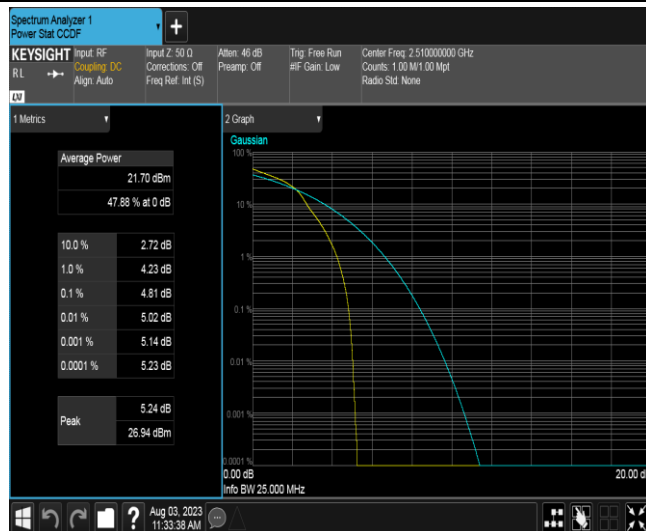 Spectrum Analyzer 1
Power Stat CCDF
+
KEYSIGHT
RL
LXI
Input: RF
Coupling: DC
Align: Auto
Input Z: 50 Ω
Corrections: Off
Freq Ref: Int (S)
Atten: 46 dB
Preamp: Off
Trig: Free Run
#IF Gain: Low
Center Freq: 2.510000000 GHz
Counts: 1.00 M/1.00 Mpt
Radio Std: None
1 Metrics
Average Power
21.70 dBm
47.88 % at 0 dB
10.0 % 2.72 dB
1.0 % 4.23 dB
0.1 % 4.81 dB
0.01 % 5.02 dB
0.001 % 5.14 dB
0.0001 % 5.23 dB
Peak
5.24 dB
26.94 dBm
2 Graph
Gaussian
100 %
10 %
1 %
0.1 %
0.01 %
0.001 %
0.0001 %
0.00 dB
20.00 d
Info BW 25.000 MHz
?
Aug 03, 2023
11:33:38 AM